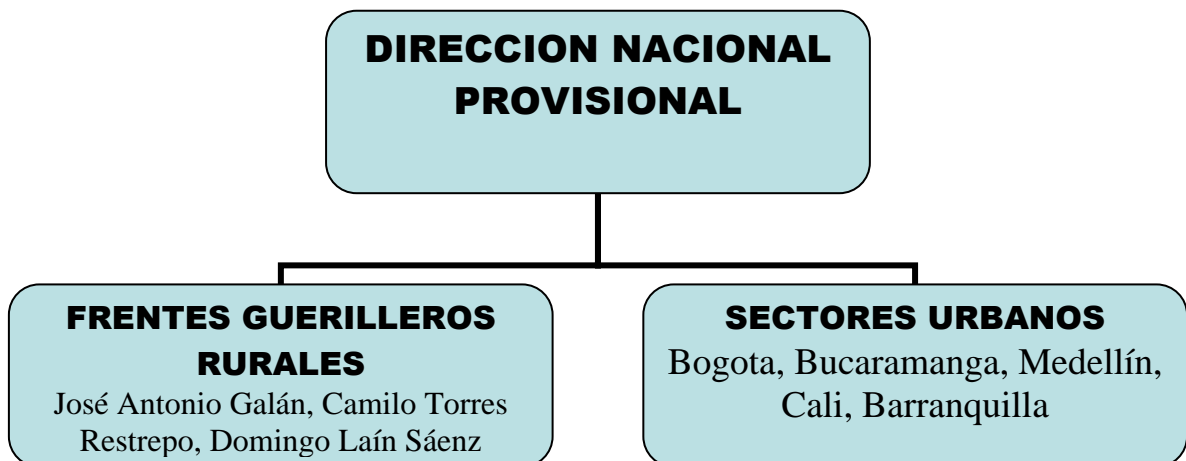 DIRECCION NACIONAL
PROVISIONAL
FRENTES GUERILLEROS
RURALES
José Antonio Galán, Camilo Torres
Restrepo, Domingo Laín Sáenz
SECTORES URBANOS
Bogota, Bucaramanga, Medellín,
Cali, Barranquilla